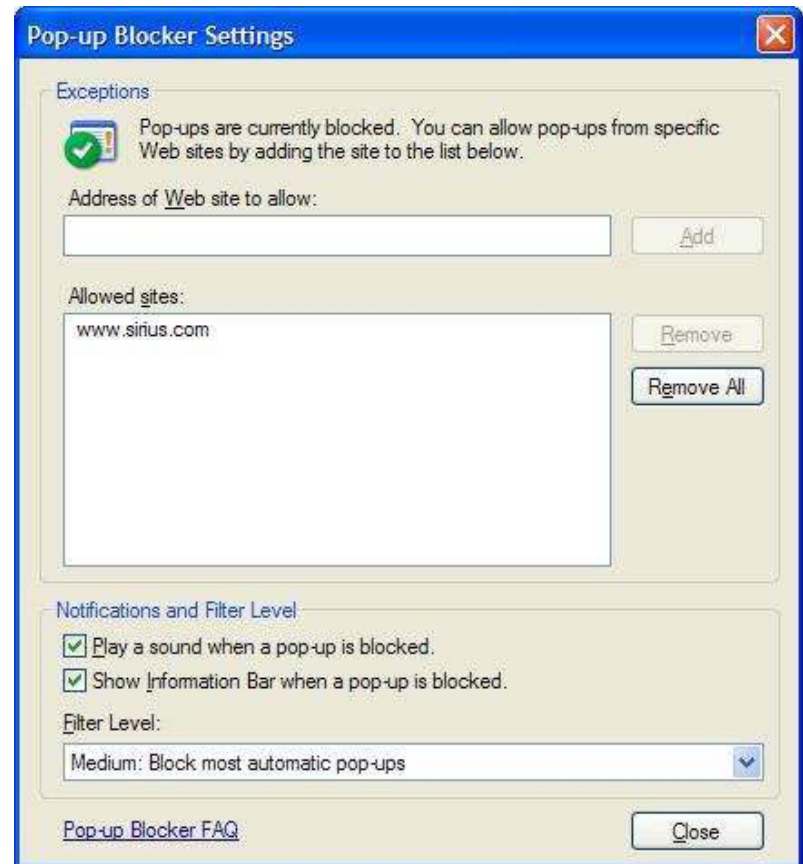 Pop-up Blocker Settings
Exceptions
Pop-ups are currently blocked. You can allow pop-ups from specific
Web sites by adding the site to the list below.
Address of Web site to allow:
Add
Allowed sites:
www.sirius.com
Remove
Remove All
Notifications and Filter Level
Play a sound when a pop-up is blocked.
Show Information Bar when a pop-up is blocked.
Filter Level:
Medium: Block most automatic pop-ups
Pop-up Blocker FAQ
Close